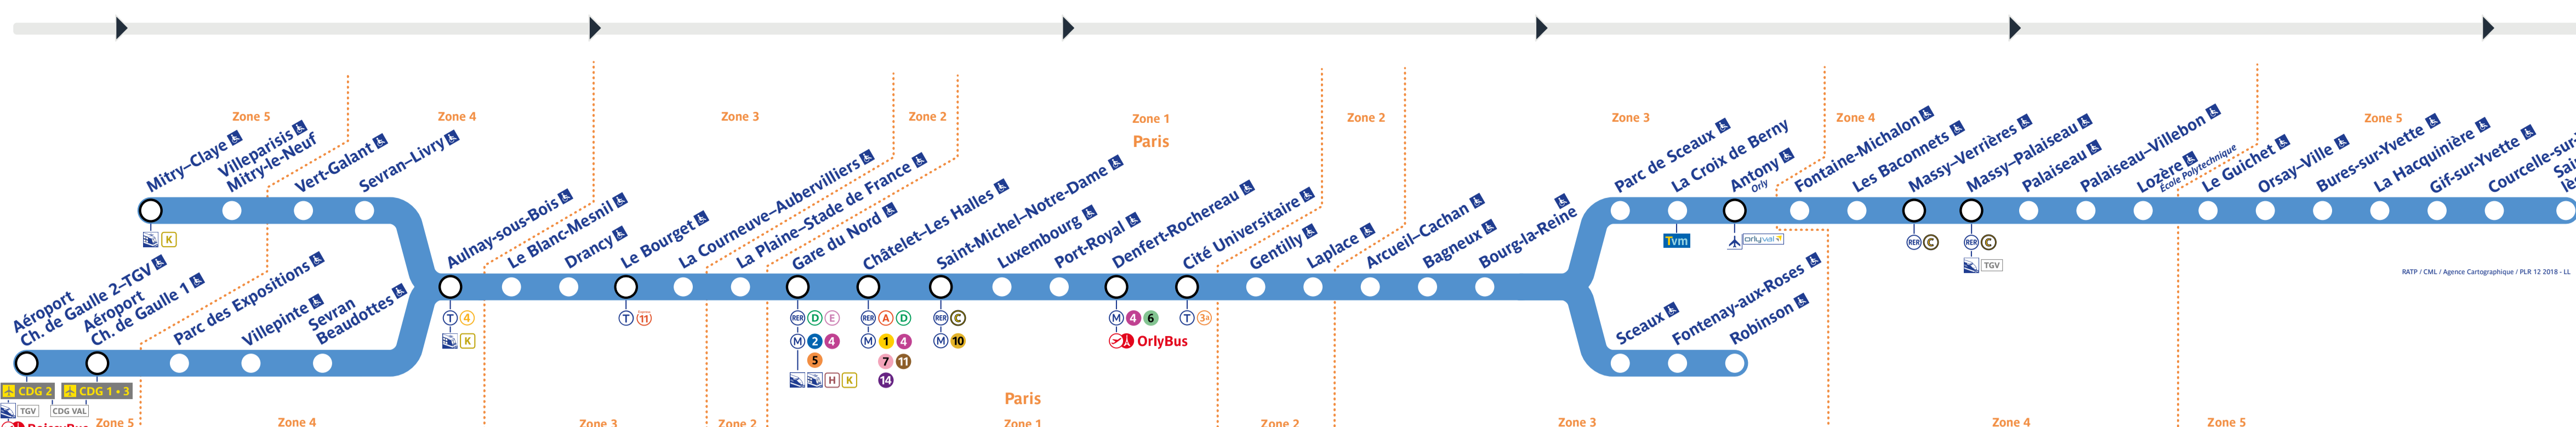 Zone 5
Zone 4
Zone 3
Zone 2
Zone 1
Paris
Zone 2
Zone 3
Zone 4
Zone 5
Mitry–Claye
Villeparisis
Mitry-le-Neuf
Vert-Galant
Sevran–Livry
K
Aéroport
Ch. de Gaulle 2–TGV
Aéroport
Ch. de Gaulle 1
Parc des Expositions
Villepinte
Sevran
Beaudottes
CDG 2
CDG 1 • 3
TGV
CDG VAL
Aulnay-sous-Bois
T 4
K
Le Blanc-Mesnil
Drancy
Le Bourget
T 11
La Courneuve–Aubervilliers
La Plaine–Stade de France
Gare du Nord
RER D E
M 2 4
5
H K
Châtelet–Les Halles
RER A D
M 1 4
7 11
14
Saint-Michel–Notre-Dame
RER C
M 10
Luxembourg
Port-Royal
Denfert-Rochereau
M 4 6
OrlyBus
Cité Universitaire
T 3a
Gentilly
Laplace
Arcueil–Cachan
Bagneux
Bourg-la-Reine
Parc de Sceaux
La Croix de Berny
Tvm
Antony
Orly
orlyval
Fontaine-Michalon
Les Baconnets
Massy–Verrières
RER C
Massy–Palaiseau
RER C
TGV
Palaiseau
Palaiseau–Villebon
Lozère
École Polytechnique
Le Guichet
Orsay–Ville
Bures-sur-Yvette
La Hacquinière
Gif-sur-Yvette
Courcelle-sur-
Sceaux
Fontenay-aux-Roses
Robinson
RATP / CML / Agence Cartographique / PLR 12 2018 - LL
Zone 5
Zone 4
Zone 3
Zone 2
Paris
Zone 1
Zone 2
Zone 3
Zone 4
Zone 5